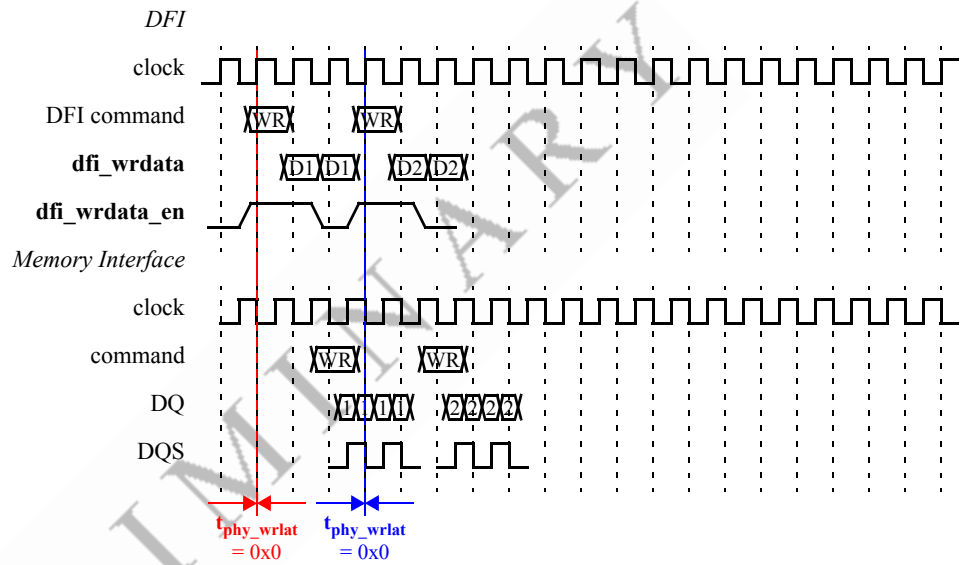 DFI
clock
DFI command WR WR
dfi_wrdata D1 D1 D2 D2
dfi_wrdata_en
Memory Interface
clock
command WR WR
DQ 1 1 1 1 2 2 2 2
DQS
tphy_wrlat tphy_wrlat
= 0x0 = 0x0
IMINARY